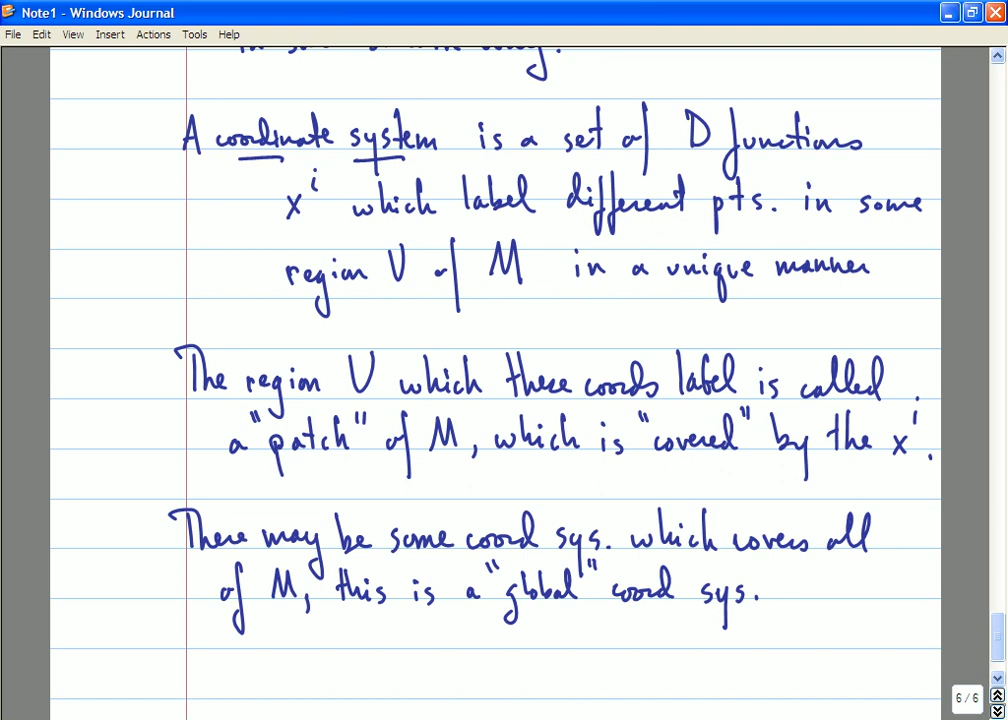 Note1 - Windows Journal
File Edit View Insert Actions Tools Help
A coordinate system is a set of D functions
x^i which label different pts. in some
region U of M in a unique manner
The region U which these coords label is called
a "patch" of M, which is "covered" by the x^i.
There may be some coord sys. which covers all
of M, this is a "global" coord sys.
6/6